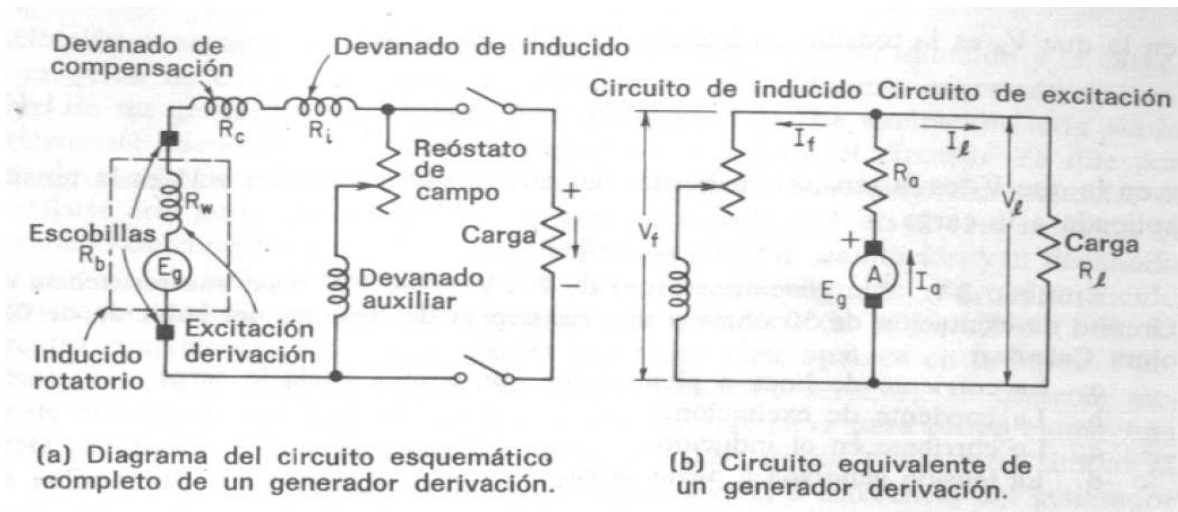 Devanado de
compensación
Devanado de inducido
R_c
R_i
Reóstato
de
campo
+
Carga
−
R_w
Escobillas
R_b
E_g
Devanado
auxiliar
Inducido
rotatorio
Excitación
derivación
(a) Diagrama del circuito esquemático
completo de un generador derivación.
Circuito de inducido Circuito de excitación
I_f
I_ℓ
R_a
V_f
V_ℓ
+
A
E_g
I_a
Carga
R_ℓ
(b) Circuito equivalente de
un generador derivación.